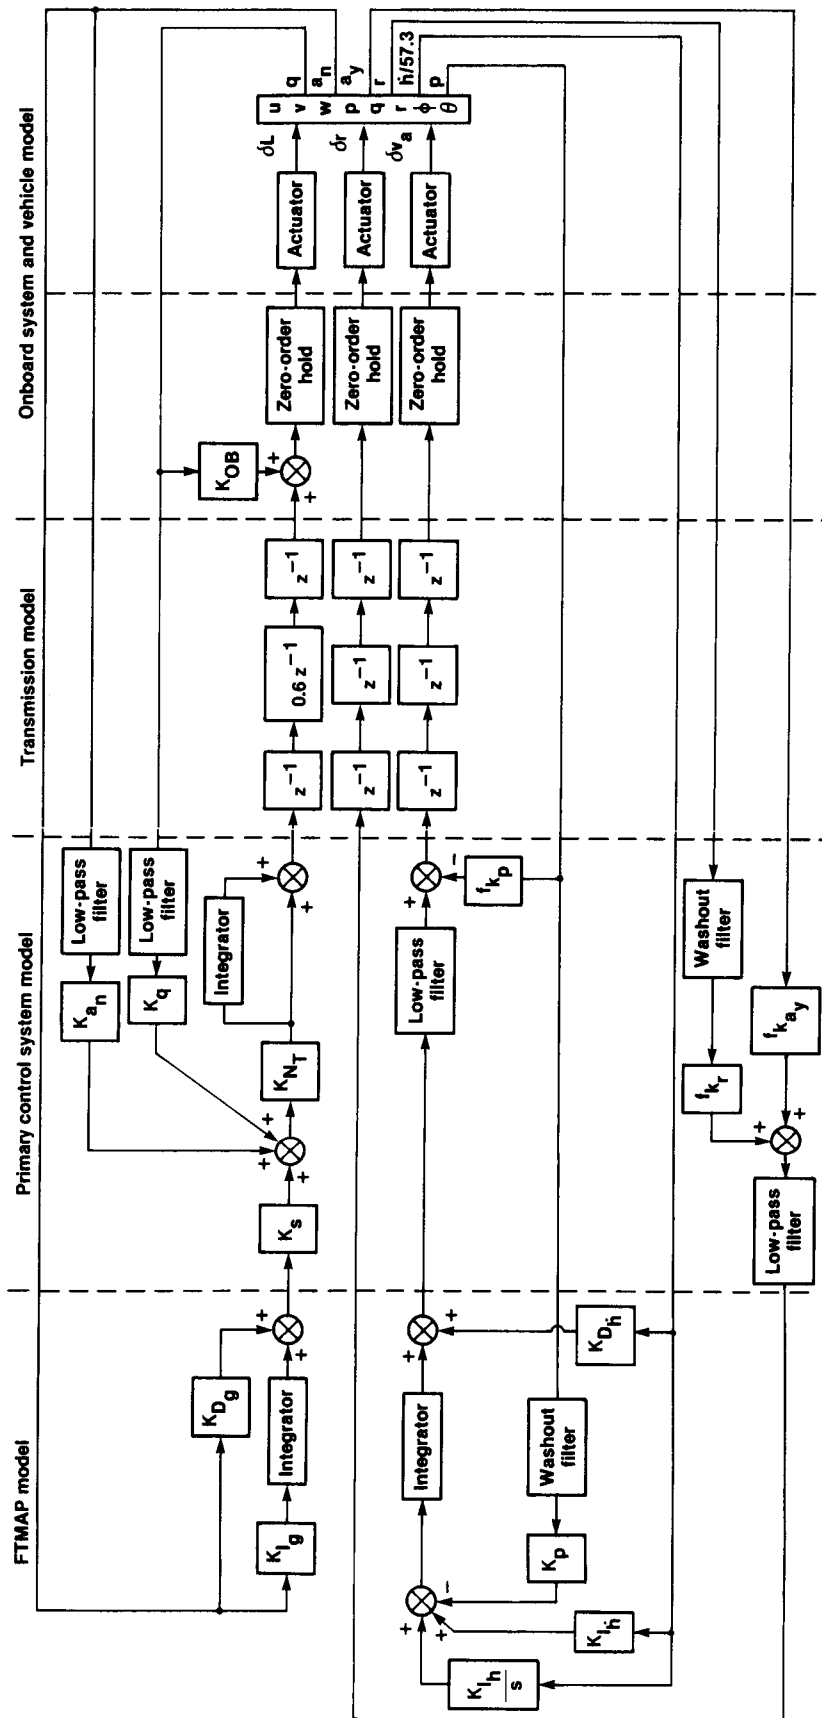 FTMAP model
Primary control system model
Transmission model
Onboard system and vehicle model
K_Dg
K_Ig
Integrator
+
+
K_s
K_an
Low-pass
filter
K_q
Low-pass
filter
+
+
+
K_NT
Integrator
+
+
z⁻¹
0.6 z⁻¹
z⁻¹
K_OB
+
+
Zero-order
hold
Actuator
δL
z⁻¹
z⁻¹
z⁻¹
Zero-order
hold
Actuator
δr
K_Ih
s
+
+
−
K_Iḣ
K_p
Washout
filter
Integrator
+
+
K_Dḣ
Low-pass
filter
+
−
f_kp
z⁻¹
z⁻¹
z⁻¹
Zero-order
hold
Actuator
δv_a
u
v
w
p
q
r
ϕ
θ
q
a_n
a_y
r
ḣ/57.3
p
Low-pass
filter
+
+
f_kr
Washout
filter
f_kay